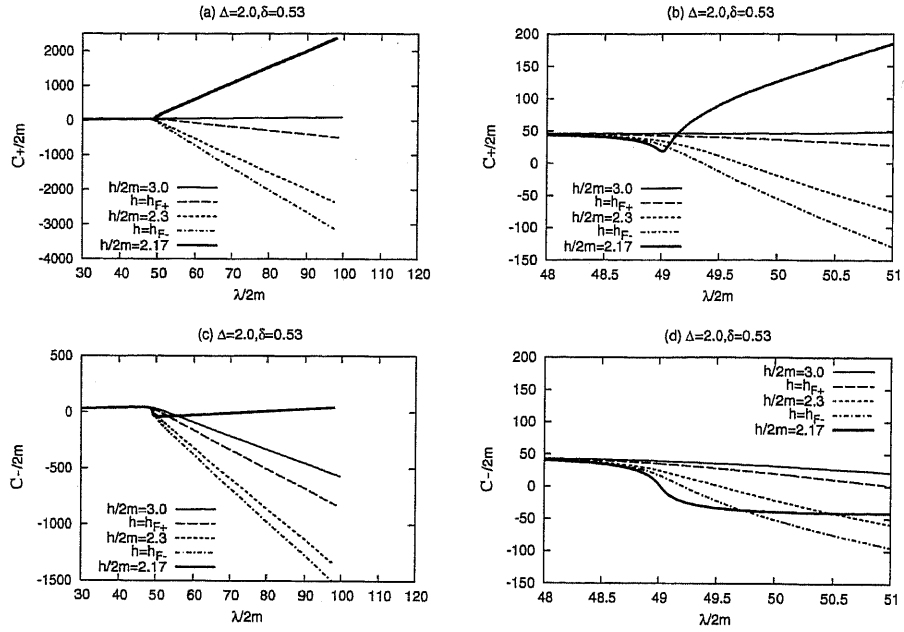 (a) Δ=2.0,δ=0.53
2500
2000
1000
0
-1000
-2000
-3000
-4000
C+/2m
h/2m=3.0
h=hF+
h/2m=2.3
h=hF-
h/2m=2.17
30 40 50 60 70 80 90 100 110 120
λ/2m
(b) Δ=2.0,δ=0.53
200
150
100
50
0
-50
-100
-150
C+/2m
h/2m=3.0
h=hF+
h/2m=2.3
h=hF-
h/2m=2.17
48 48.5 49 49.5 50 50.5 51
λ/2m
(c) Δ=2.0,δ=0.53
500
0
-500
-1000
-1500
C-/2m
h/2m=3.0
h=hF+
h/2m=2.3
h=hF-
h/2m=2.17
30 40 50 60 70 80 90 100 110 120
λ/2m
(d) Δ=2.0,δ=0.53
200
150
100
50
0
-50
-100
-150
C-/2m
h/2m=3.0
h=hF+
h/2m=2.3
h=hF-
h/2m=2.17
48 48.5 49 49.5 50 50.5 51
λ/2m